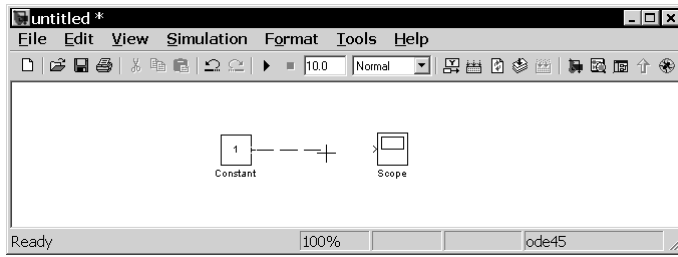 untitled *
File Edit View Simulation Format Tools Help
10.0 Normal
1
Constant
Scope
Ready 100% ode45